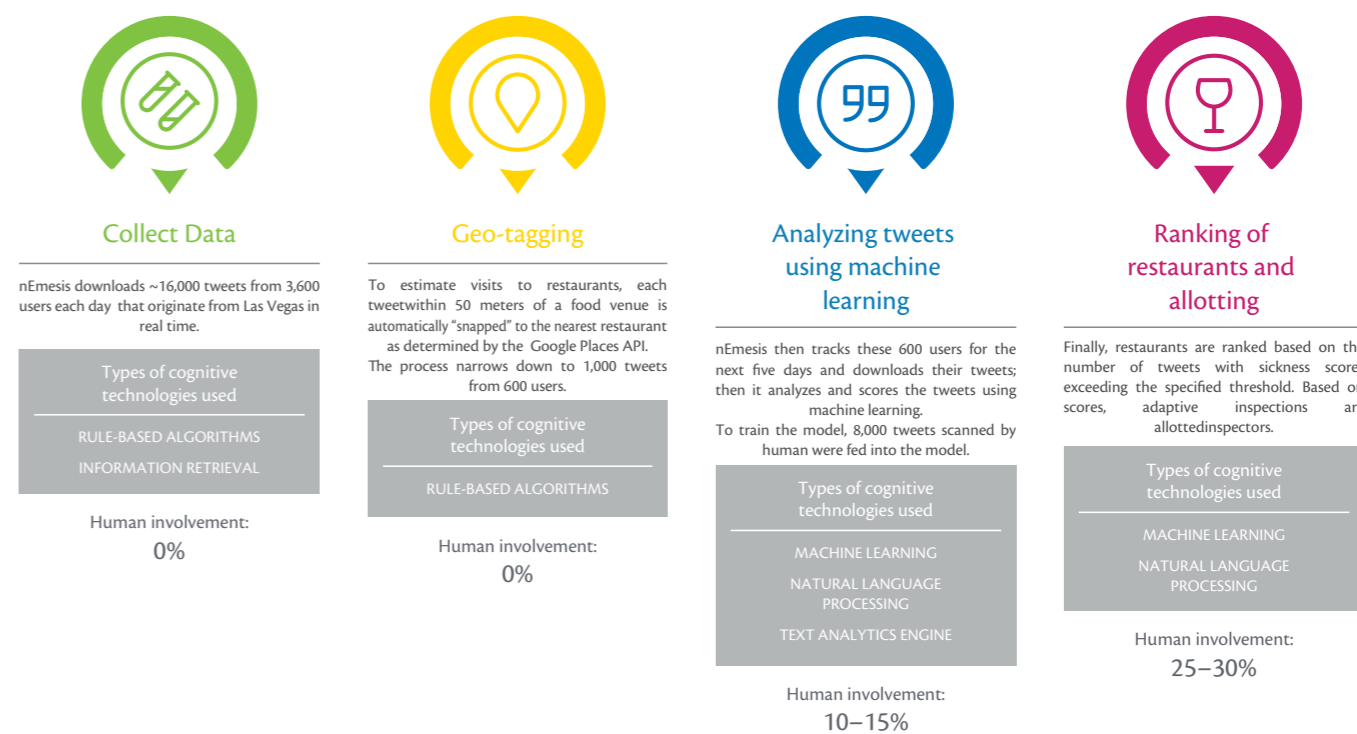 Collect Data
nEmesis downloads ~16,000 tweets from 3,600
users each day that originate from Las Vegas in
real time.
Types of cognitive
technologies used
RULE-BASED ALGORITHMS
INFORMATION RETRIEVAL
Human involvement:
0%
Geo-tagging
To estimate visits to restaurants, each
tweetwithin 50 meters of a food venue is
automatically “snapped” to the nearest restaurant
as determined by the Google Places API.
The process narrows down to 1,000 tweets
from 600 users.
Types of cognitive
technologies used
RULE-BASED ALGORITHMS
Human involvement:
0%
99
Analyzing tweets
using machine
learning
nEmesis then tracks these 600 users for the
next five days and downloads their tweets;
then it analyzes and scores the tweets using
machine learning.
To train the model, 8,000 tweets scanned by
human were fed into the model.
Types of cognitive
technologies used
MACHINE LEARNING
NATURAL LANGUAGE
PROCESSING
TEXT ANALYTICS ENGINE
Human involvement:
10–15%
Ranking of
restaurants and
allotting
Finally, restaurants are ranked based on
number of tweets with sickness score
exceeding the specified threshold. Based
scores, adaptive inspections
allottedinspectors.
Types of cognitive
technologies used
MACHINE LEARNING
NATURAL LANGUAGE
PROCESSING
Human involvement:
25–30%